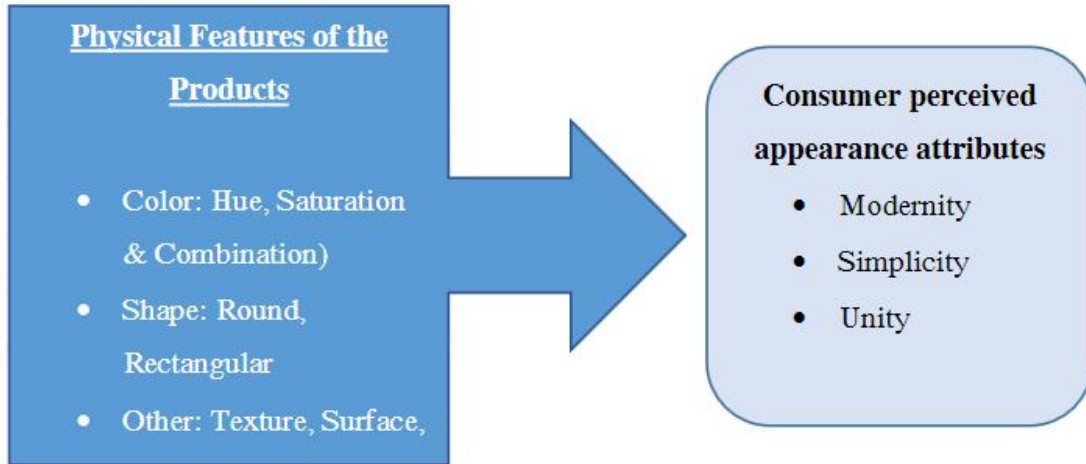 Physical Features of the
Products
• Color: Hue, Saturation
& Combination)
• Shape: Round,
Rectangular
• Other: Texture, Surface,
Consumer perceived
appearance attributes
• Modernity
• Simplicity
• Unity